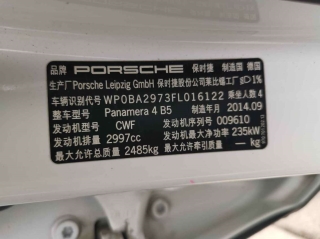 品牌 PORSCHE 保时捷 制造国 德国
生产厂 Porsche Leipzig GmbH 保时捷股份公司莱比锡工厂 1%
车辆识别代号 WP0BA2973FL016122 乘坐人数 4
整车型号 Panamera 4 B5 制造年月 2014.09
发动机型号 CWF 发动机序列号 009610
发动机排量 2997cc 发动机最大净功率 235kW
最大允许总质量 2485kg 最大允许牵引质量 — kg